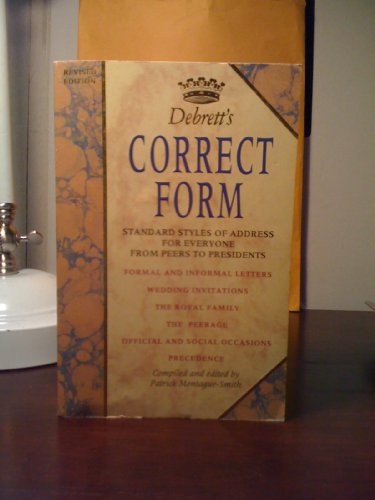 REVISED
EDITION
Debrett's
CORRECT
FORM
STANDARD STYLES OF ADDRESS
FOR EVERYONE
FROM PEERS TO PRESIDENTS
FORMAL AND INFORMAL LETTERS
WEDDING INVITATIONS
THE ROYAL FAMILY
THE PEERAGE
OFFICIAL AND SOCIAL OCCASIONS
PRECEDENCE
Compiled and edited by
Patrick Montague-Smith